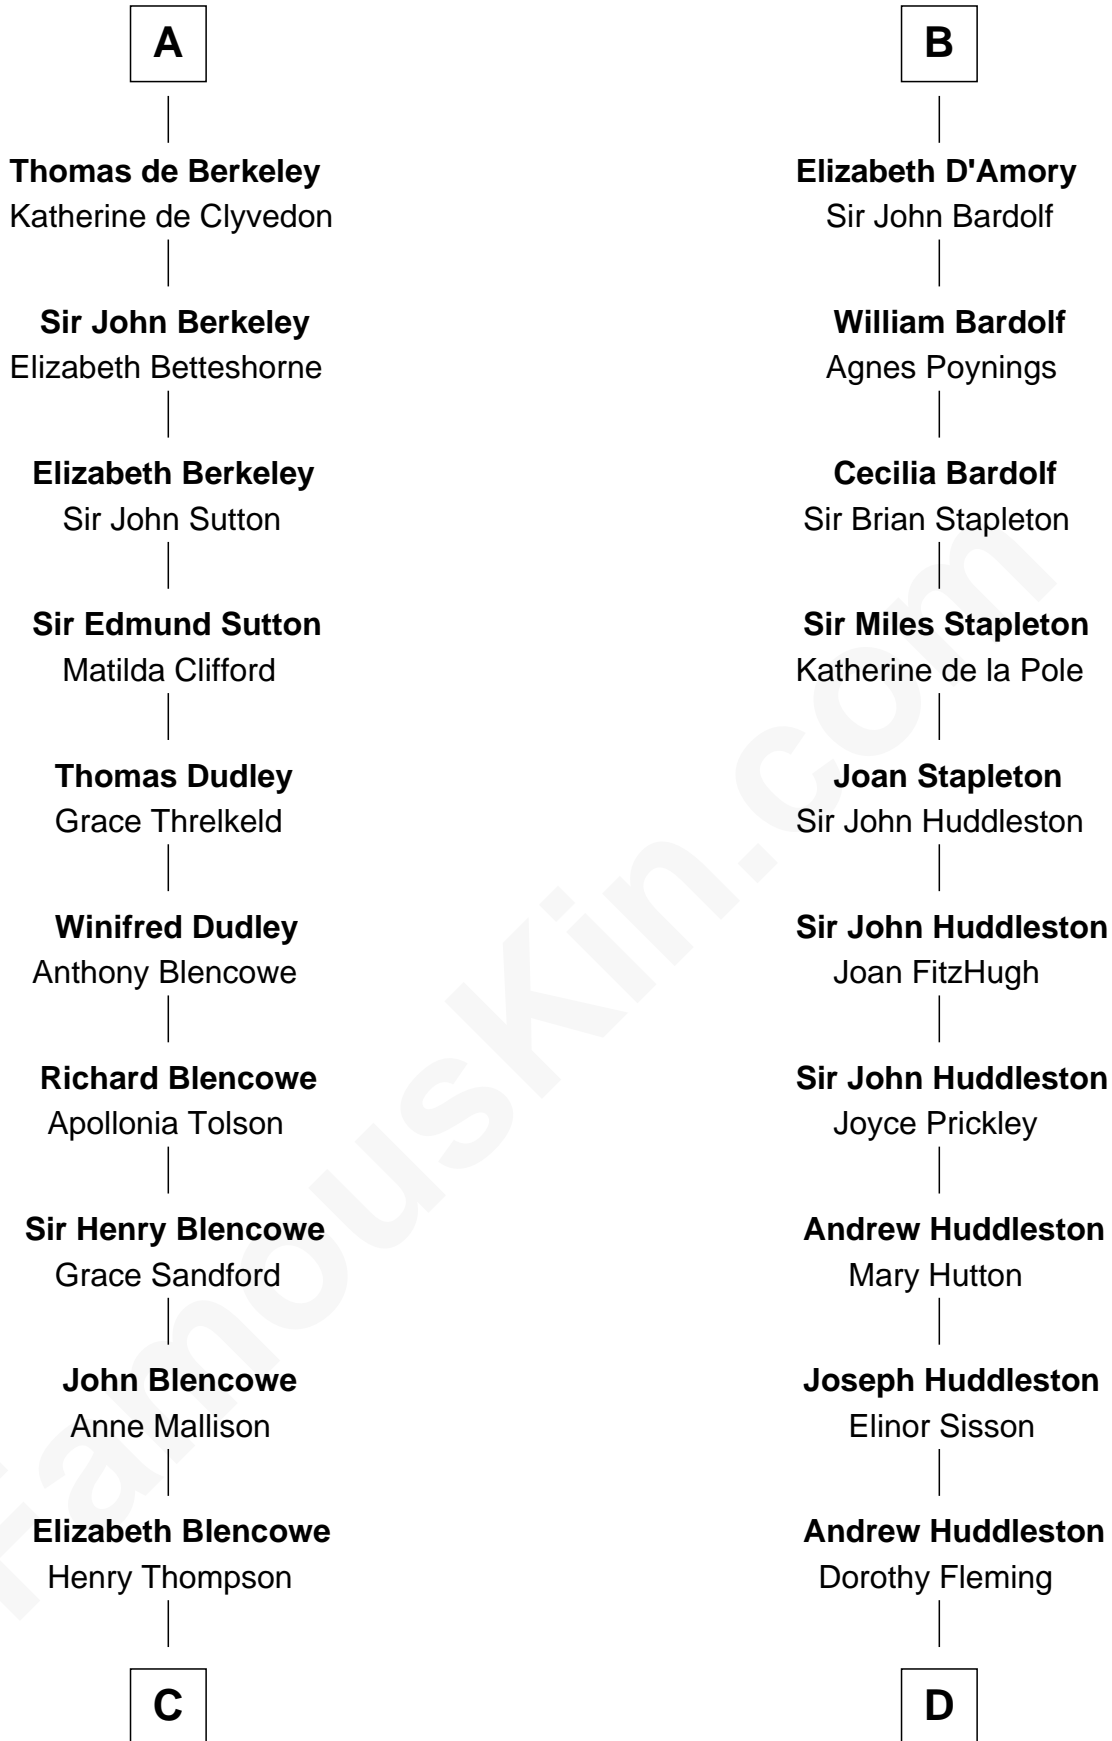 A
Thomas de Berkeley
Katherine de Clyvedon
Sir John Berkeley
Elizabeth Betteshorne
Elizabeth Berkeley
Sir John Sutton
Sir Edmund Sutton
Matilda Clifford
Thomas Dudley
Grace Threlkeld
Winifred Dudley
Anthony Blencowe
Richard Blencowe
Apollonia Tolson
Sir Henry Blencowe
Grace Sandford
John Blencowe
Anne Mallison
Elizabeth Blencowe
Henry Thompson
C
B
Elizabeth D'Amory
Sir John Bardolf
William Bardolf
Agnes Poynings
Cecilia Bardolf
Sir Brian Stapleton
Sir Miles Stapleton
Katherine de la Pole
Joan Stapleton
Sir John Huddleston
Sir John Huddleston
Joan FitzHugh
Sir John Huddleston
Joyce Prickley
Andrew Huddleston
Mary Hutton
Joseph Huddleston
Elinor Sisson
Andrew Huddleston
Dorothy Fleming
D
FamousKin.com